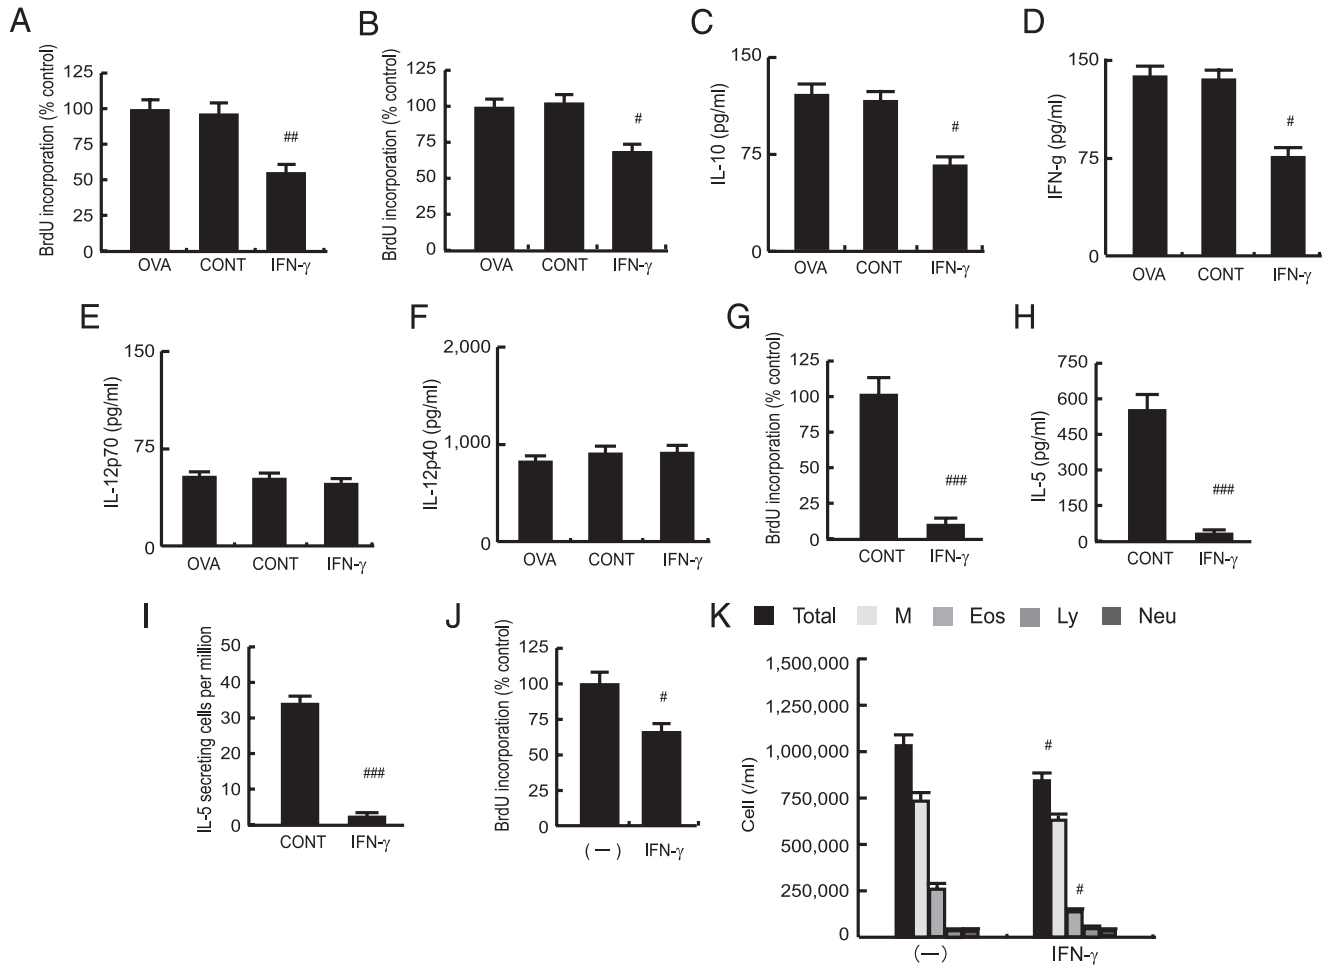 A
BrdU incorporation (% control)
125
100
75
50
25
0
##
OVA CONT IFN-γ
B
BrdU incorporation (% control)
125
100
75
50
25
0
#
OVA CONT IFN-γ
C
IL-10 (pg/ml)
150
75
0
#
OVA CONT IFN-γ
D
IFN-g (pg/ml)
150
75
0
#
OVA CONT IFN-γ
E
IL-12p70 (pg/ml)
150
75
0
OVA CONT IFN-γ
F
IL-12p40 (pg/ml)
2,000
1,000
0
OVA CONT IFN-γ
G
BrdU incorporation (% control)
125
100
75
50
25
0
###
CONT IFN-γ
H
IL-5 (pg/ml)
750
600
450
300
150
0
###
CONT IFN-γ
I
IL-5 secreting cells per million
50
40
30
20
10
0
###
CONT IFN-γ
J
BrdU incorporation (% control)
125
100
75
50
25
0
#
(—) IFN-γ
K
Total M Eos Ly Neu
Cell (/ml)
1,500,000
1,250,000
1,000,000
750,000
500,000
250,000
0
#
#
(—) IFN-γ